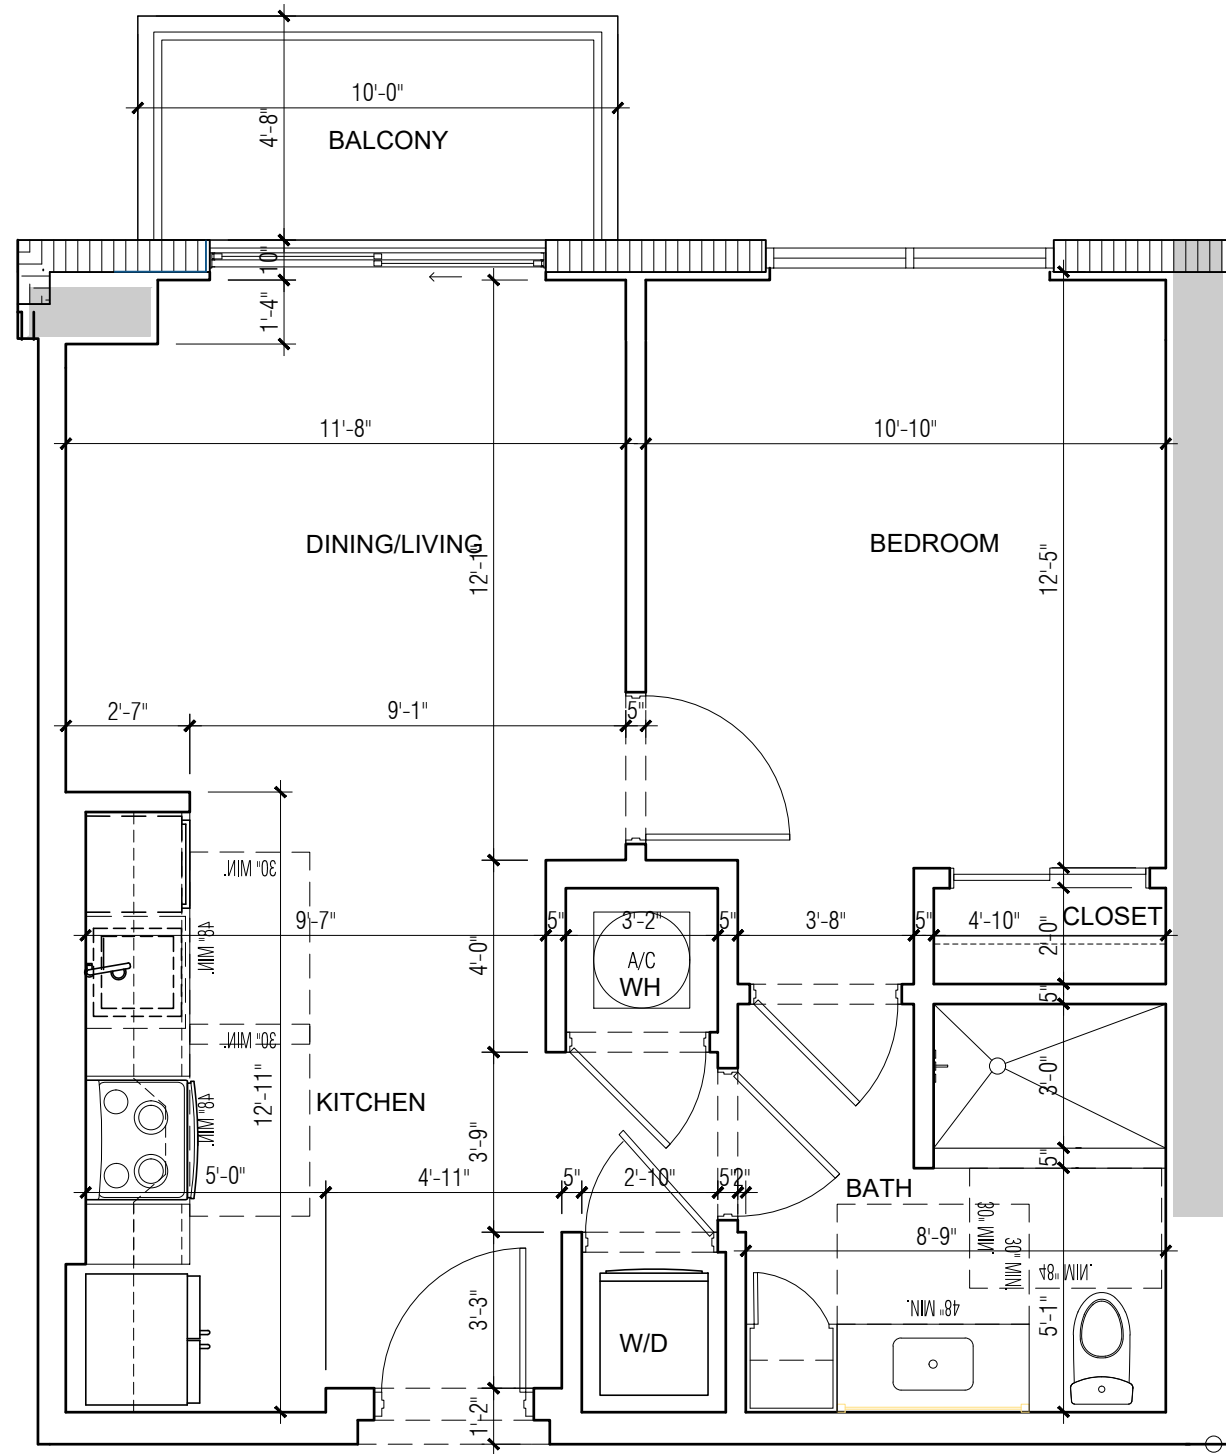 10'-0"
4'-8"
BALCONY
10"
1'-4"
11'-8"
10'-10"
DINING/LIVING
BEDROOM
12'-1"
12'-5"
2'-7"
9'-1"
5"
30" MIN.
48" MIN.
9'-7"
5"
3'-2"
5"
3'-8"
5"
4'-10"
CLOSET
2'-0"
4'-0"
A/C
WH
5"
30" MIN.
12'-11"
KITCHEN
48" MIN.
3'-0"
3'-9"
5"
5'-0"
4'-11"
5"
2'-10"
5"
2"
BATH
30" MIN.
30" MIN.
8'-9"
48" MIN.
48" MIN.
3'-3"
5'-1"
W/D
1'-2"